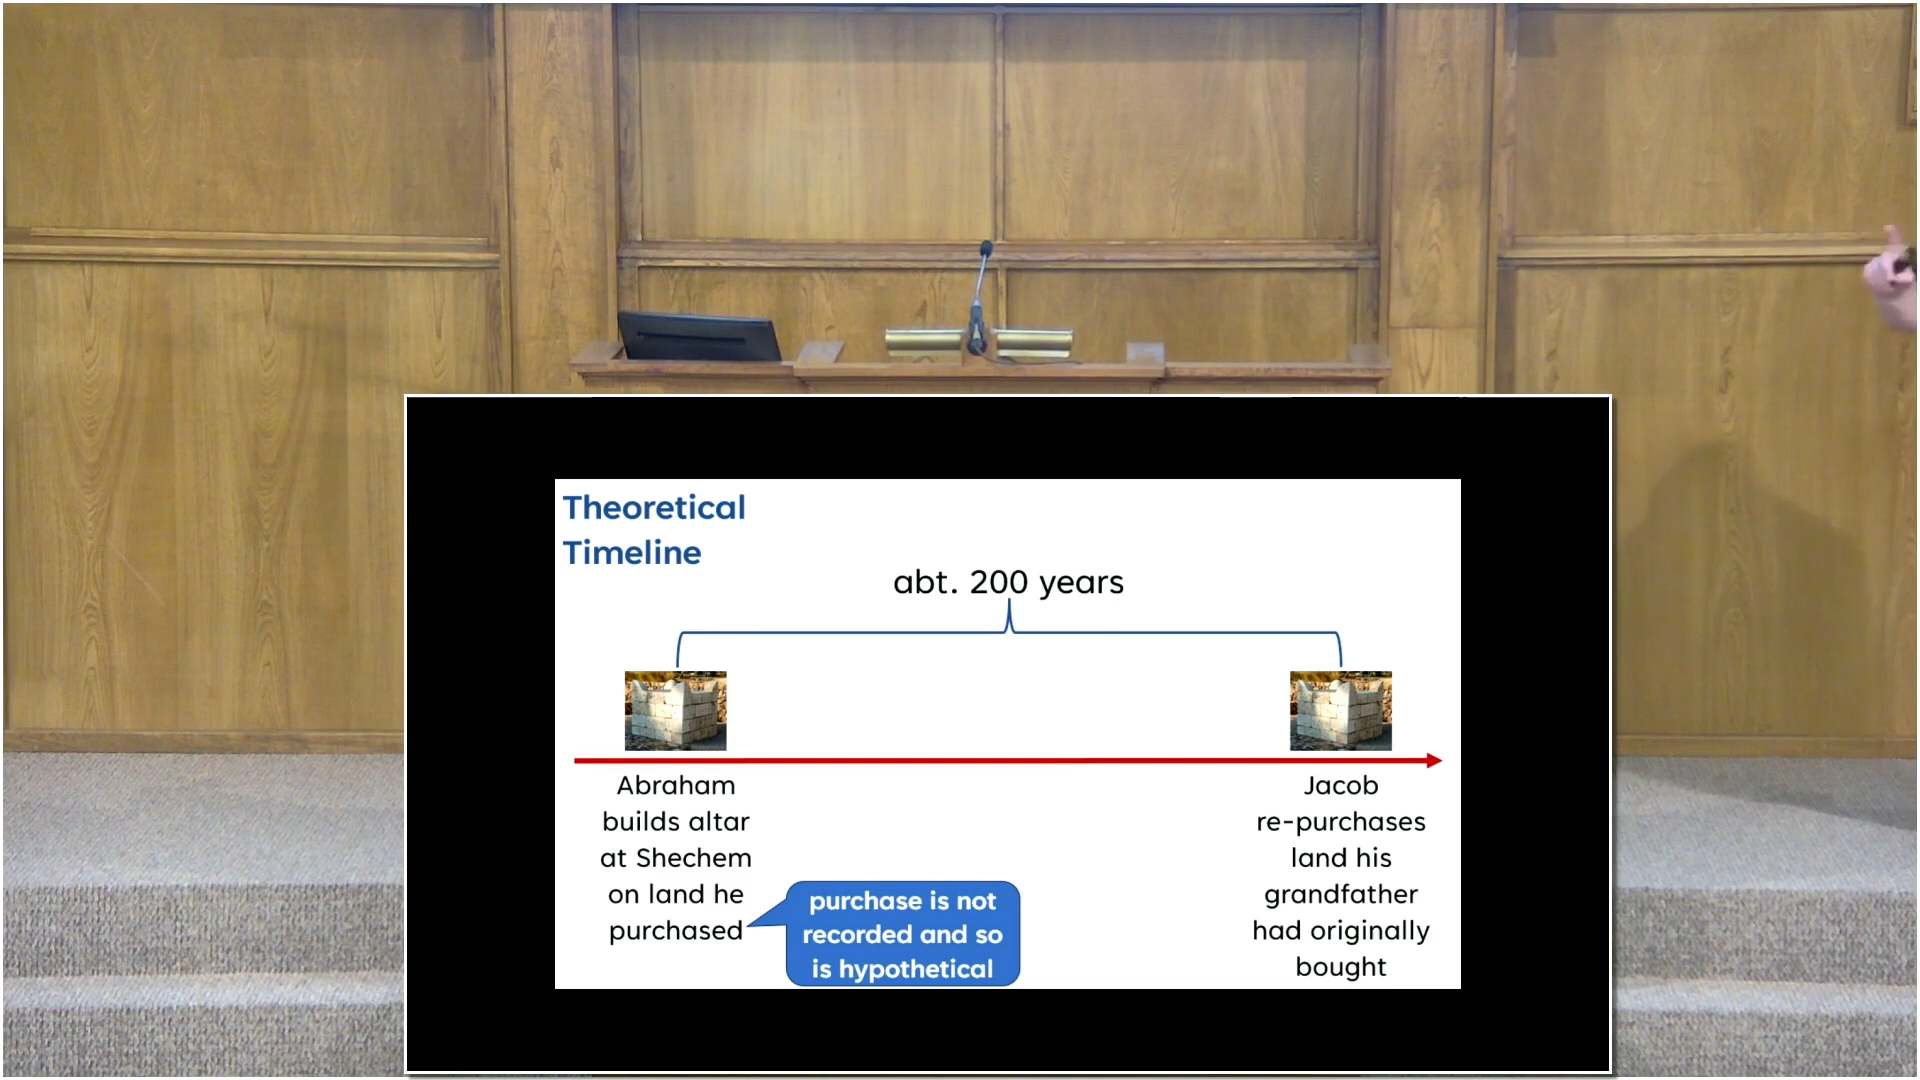 Theoretical
Timeline
abt. 200 years
Abraham
builds altar
at Shechem
on land he
purchased
purchase is not
recorded and so
is hypothetical
Jacob
re-purchases
land his
grandfather
had originally
bought